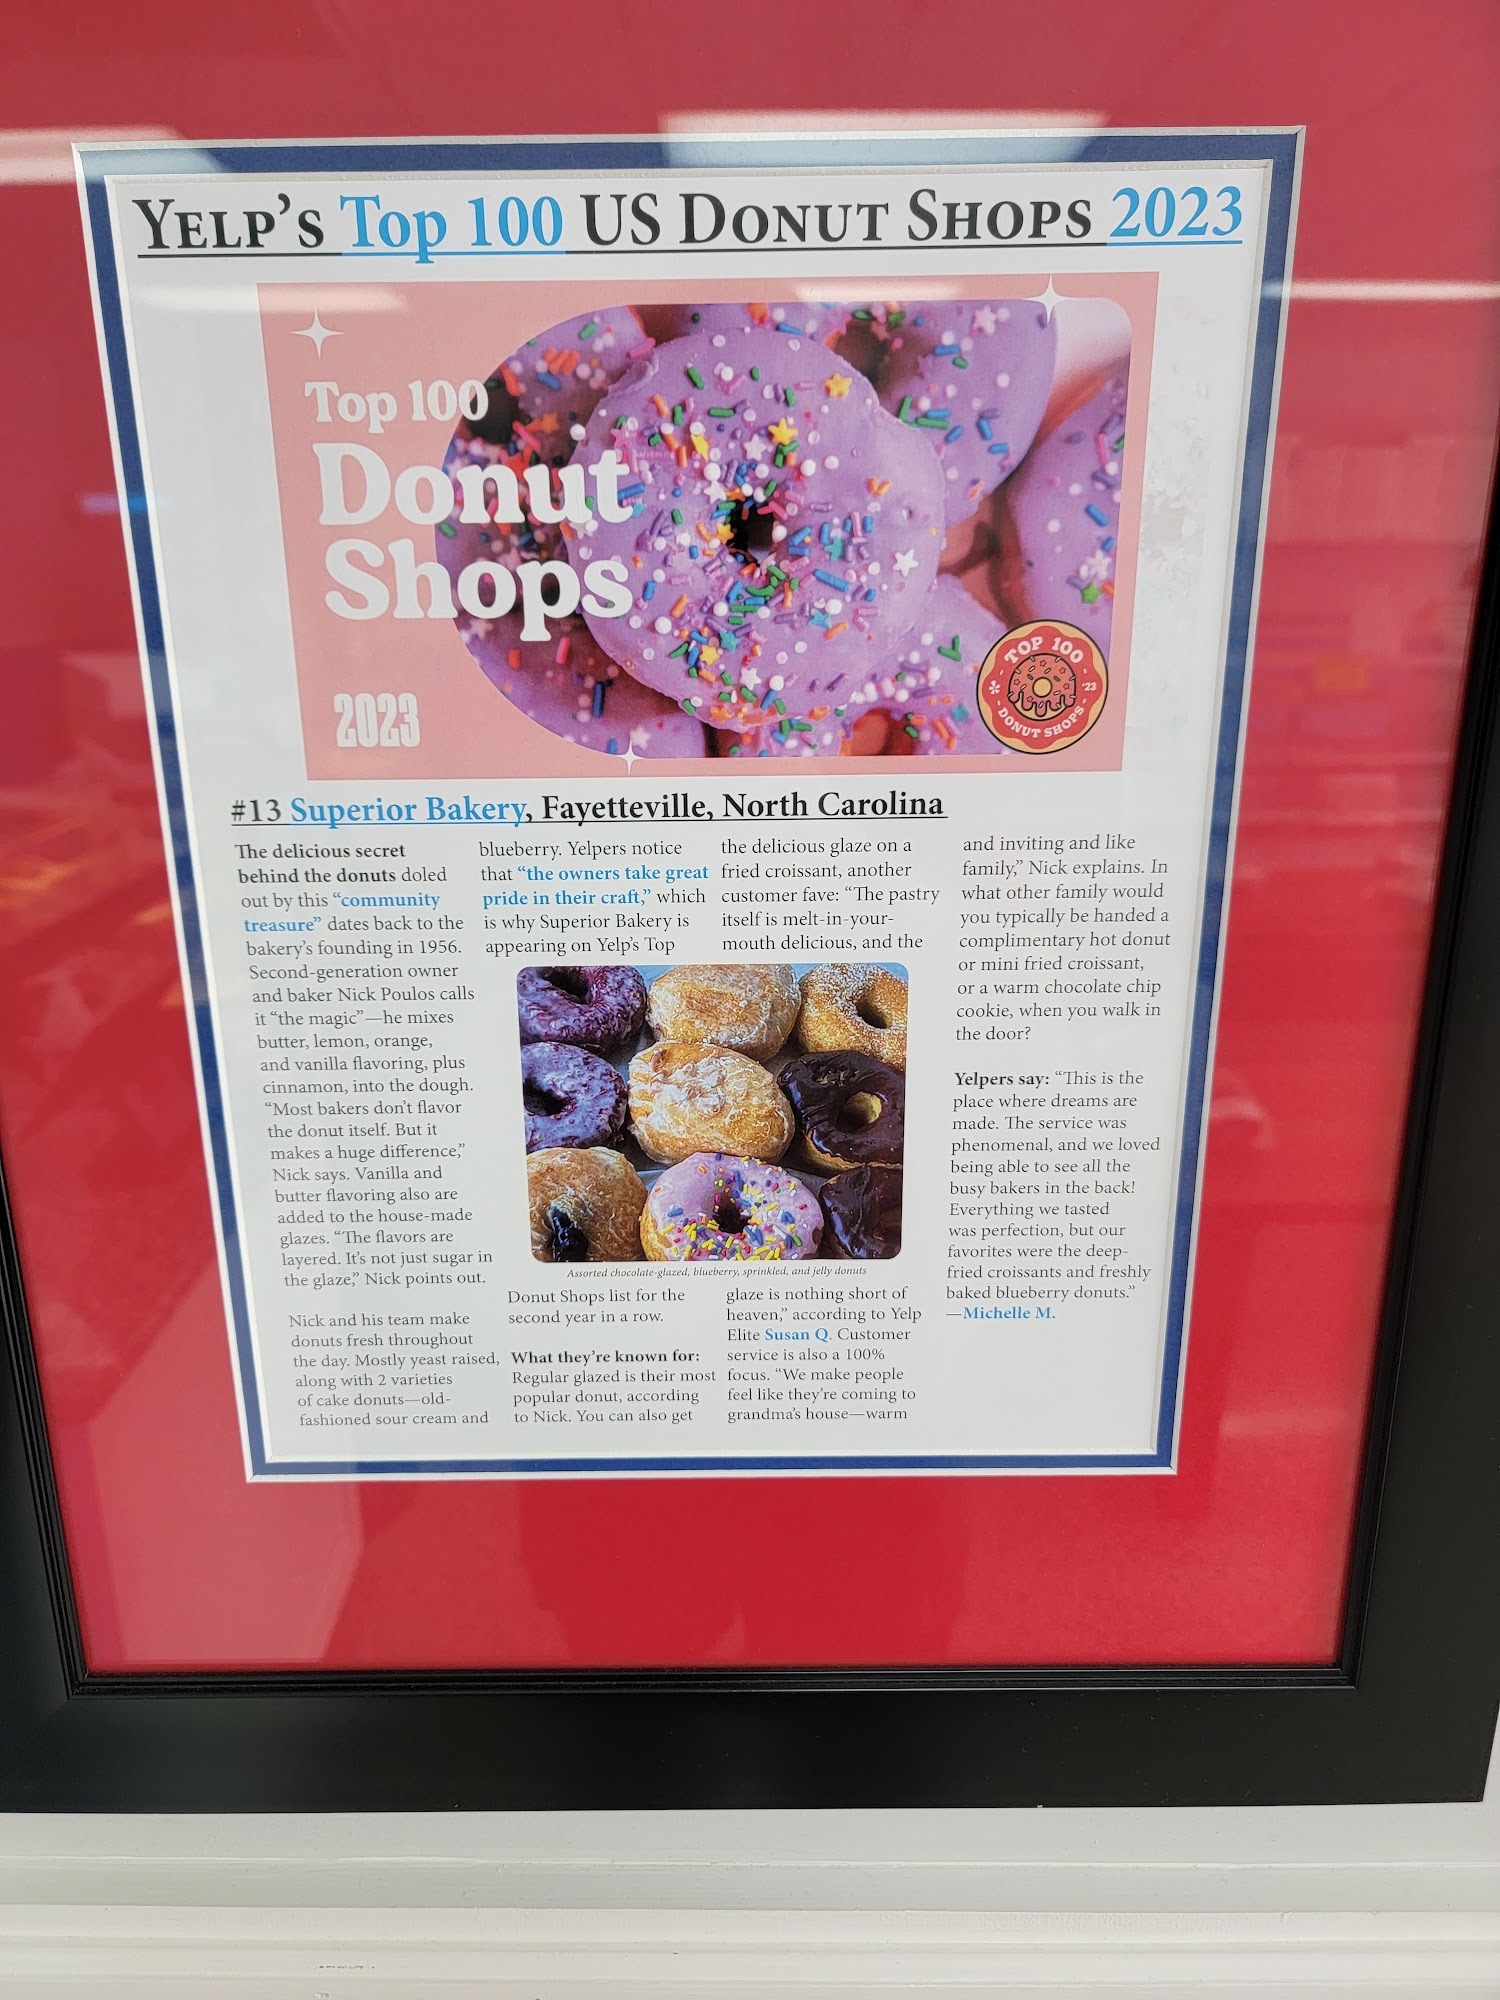 YELP'S Top 100 US DONUT SHOPS 2023
Top 100
Donut
Shops
2023
TOP 100
'23
DONUT SHOPS
#13 Superior Bakery, Fayetteville, North Carolina
The delicious secret
behind the donuts doled
out by this “community
treasure” dates back to the
bakery's founding in 1956.
Second-generation owner
and baker Nick Poulos calls
it “the magic”—he mixes
butter, lemon, orange,
and vanilla flavoring, plus
cinnamon, into the dough.
“Most bakers don't flavor
the donut itself. But it
makes a huge difference,”
Nick says. Vanilla and
butter flavoring also are
added to the house-made
glazes. “The flavors are
layered. It's not just sugar in
the glaze,” Nick points out.
Nick and his team make
donuts fresh throughout
the day. Mostly yeast raised,
along with 2 varieties
of cake donuts—old-
fashioned sour cream and
blueberry. Yelpers notice
that “the owners take great
pride in their craft,” which
is why Superior Bakery is
appearing on Yelp's Top
Assorted chocolate-glazed, blueberry, sprinkled, and jelly donuts
Donut Shops list for the
second year in a row.
What they're known for:
Regular glazed is their most
popular donut, according
to Nick. You can also get
the delicious glaze on a
fried croissant, another
customer fave: “The pastry
itself is melt-in-your-
mouth delicious, and the
glaze is nothing short of
heaven,” according to Yelp
Elite Susan Q. Customer
service is also a 100%
focus. “We make people
feel like they're coming to
grandma's house—warm
and inviting and like
family,” Nick explains. In
what other family would
you typically be handed a
complimentary hot donut
or mini fried croissant,
or a warm chocolate chip
cookie, when you walk in
the door?
Yelpers say: “This is the
place where dreams are
made. The service was
phenomenal, and we loved
being able to see all the
busy bakers in the back!
Everything we tasted
was perfection, but our
favorites were the deep-
fried croissants and freshly
baked blueberry donuts.”
—Michelle M.